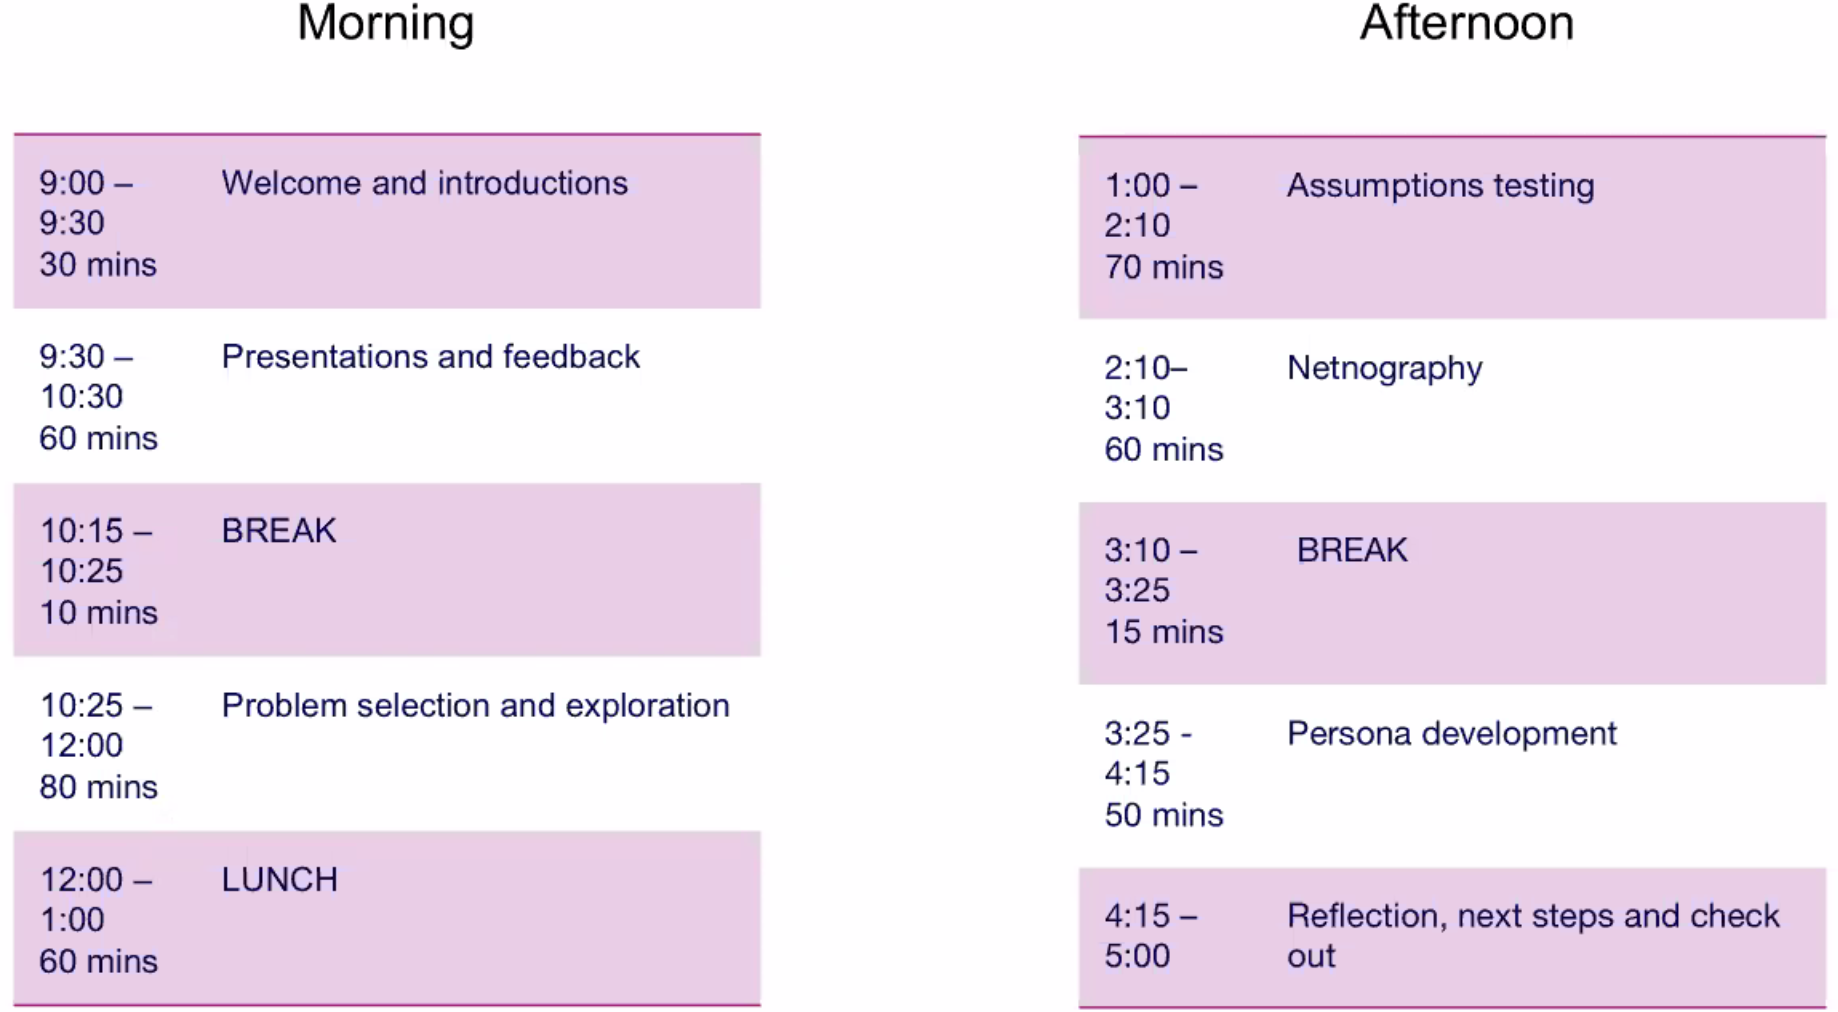 Morning
9:00 –
9:30
30 mins
Welcome and introductions
9:30 –
10:30
60 mins
Presentations and feedback
10:15 –
10:25
10 mins
BREAK
10:25 –
12:00
80 mins
Problem selection and exploration
12:00 –
1:00
60 mins
LUNCH
Afternoon
1:00 –
2:10
70 mins
Assumptions testing
2:10–
3:10
60 mins
Netnography
3:10 –
3:25
15 mins
BREAK
3:25 -
4:15
50 mins
Persona development
4:15 –
5:00
Reflection, next steps and check
out